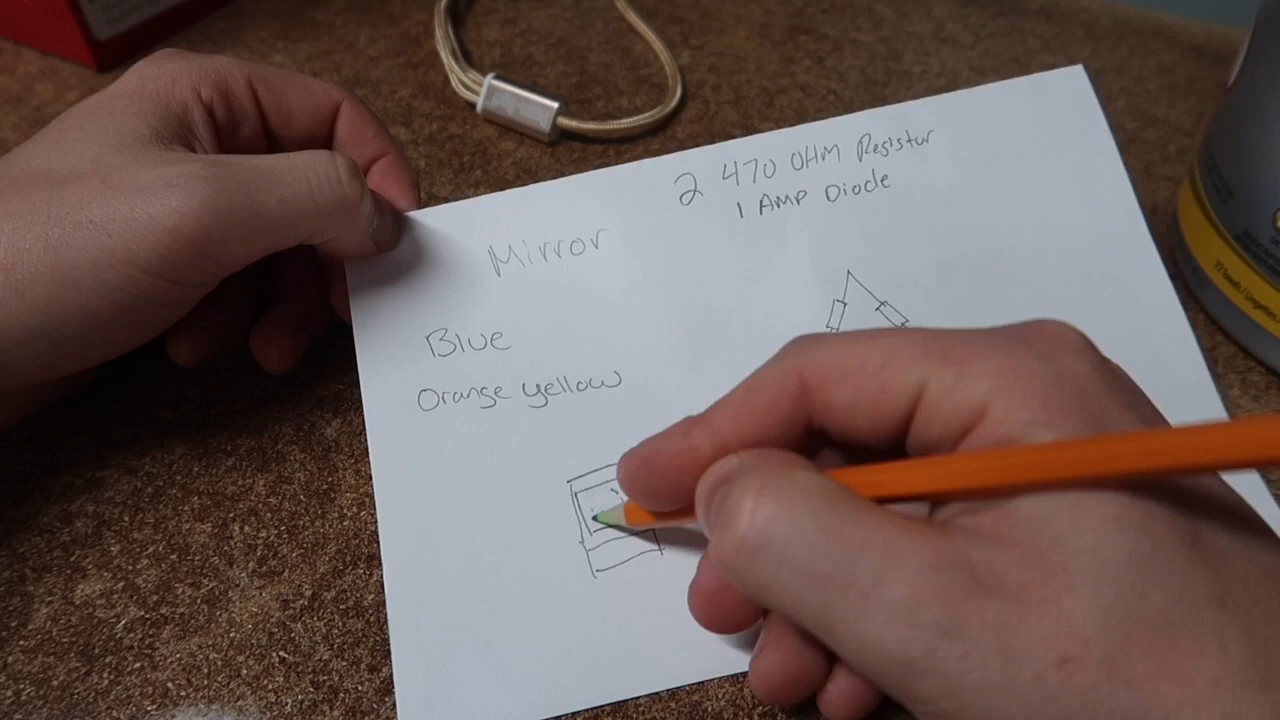 2 470 OHM Resistor
1 AMP Diode
Mirror
Blue
Orange yellow